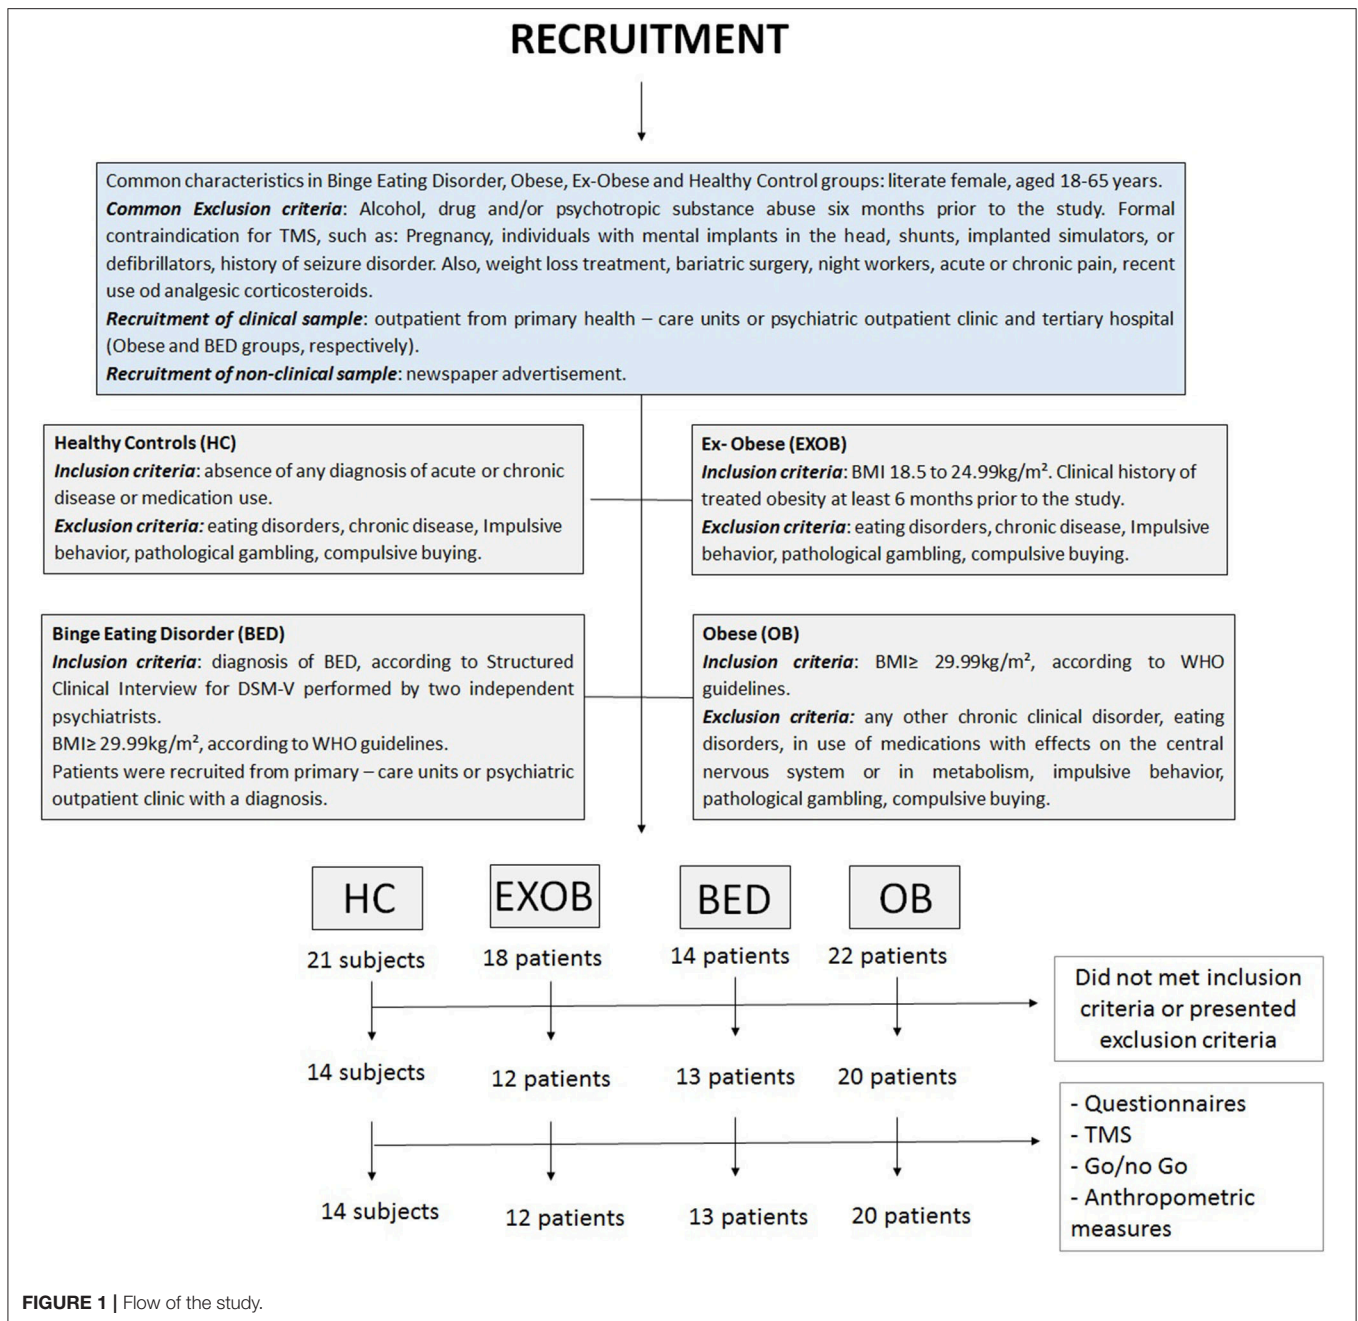 RECRUITMENT
Common characteristics in Binge Eating Disorder, Obese, Ex-Obese and Healthy Control groups: literate female, aged 18-65 years.
Common Exclusion criteria: Alcohol, drug and/or psychotropic substance abuse six months prior to the study. Formal
contraindication for TMS, such as: Pregnancy, individuals with mental implants in the head, shunts, implanted simulators, or
defibrillators, history of seizure disorder. Also, weight loss treatment, bariatric surgery, night workers, acute or chronic pain, recent
use od analgesic corticosteroids.
Recruitment of clinical sample: outpatient from primary health – care units or psychiatric outpatient clinic and tertiary hospital
(Obese and BED groups, respectively).
Recruitment of non-clinical sample: newspaper advertisement.
Healthy Controls (HC)
Inclusion criteria: absence of any diagnosis of acute or chronic
disease or medication use.
Exclusion criteria: eating disorders, chronic disease, Impulsive
behavior, pathological gambling, compulsive buying.
Ex- Obese (EXOB)
Inclusion criteria: BMI 18.5 to 24.99kg/m². Clinical history of
treated obesity at least 6 months prior to the study.
Exclusion criteria: eating disorders, chronic disease, Impulsive
behavior, pathological gambling, compulsive buying.
Binge Eating Disorder (BED)
Inclusion criteria: diagnosis of BED, according to Structured
Clinical Interview for DSM-V performed by two independent
psychiatrists.
BMI≥ 29.99kg/m², according to WHO guidelines.
Patients were recruited from primary – care units or psychiatric
outpatient clinic with a diagnosis.
Obese (OB)
Inclusion criteria: BMI≥ 29.99kg/m², according to WHO
guidelines.
Exclusion criteria: any other chronic clinical disorder, eating
disorders, in use of medications with effects on the central
nervous system or in metabolism, impulsive behavior,
pathological gambling, compulsive buying.
HC EXOB BED OB
21 subjects 18 patients 14 patients 22 patients
Did not met inclusion
criteria or presented
exclusion criteria
14 subjects 12 patients 13 patients 20 patients
- Questionnaires
- TMS
- Go/no Go
- Anthropometric
measures
14 subjects 12 patients 13 patients 20 patients
FIGURE 1 | Flow of the study.